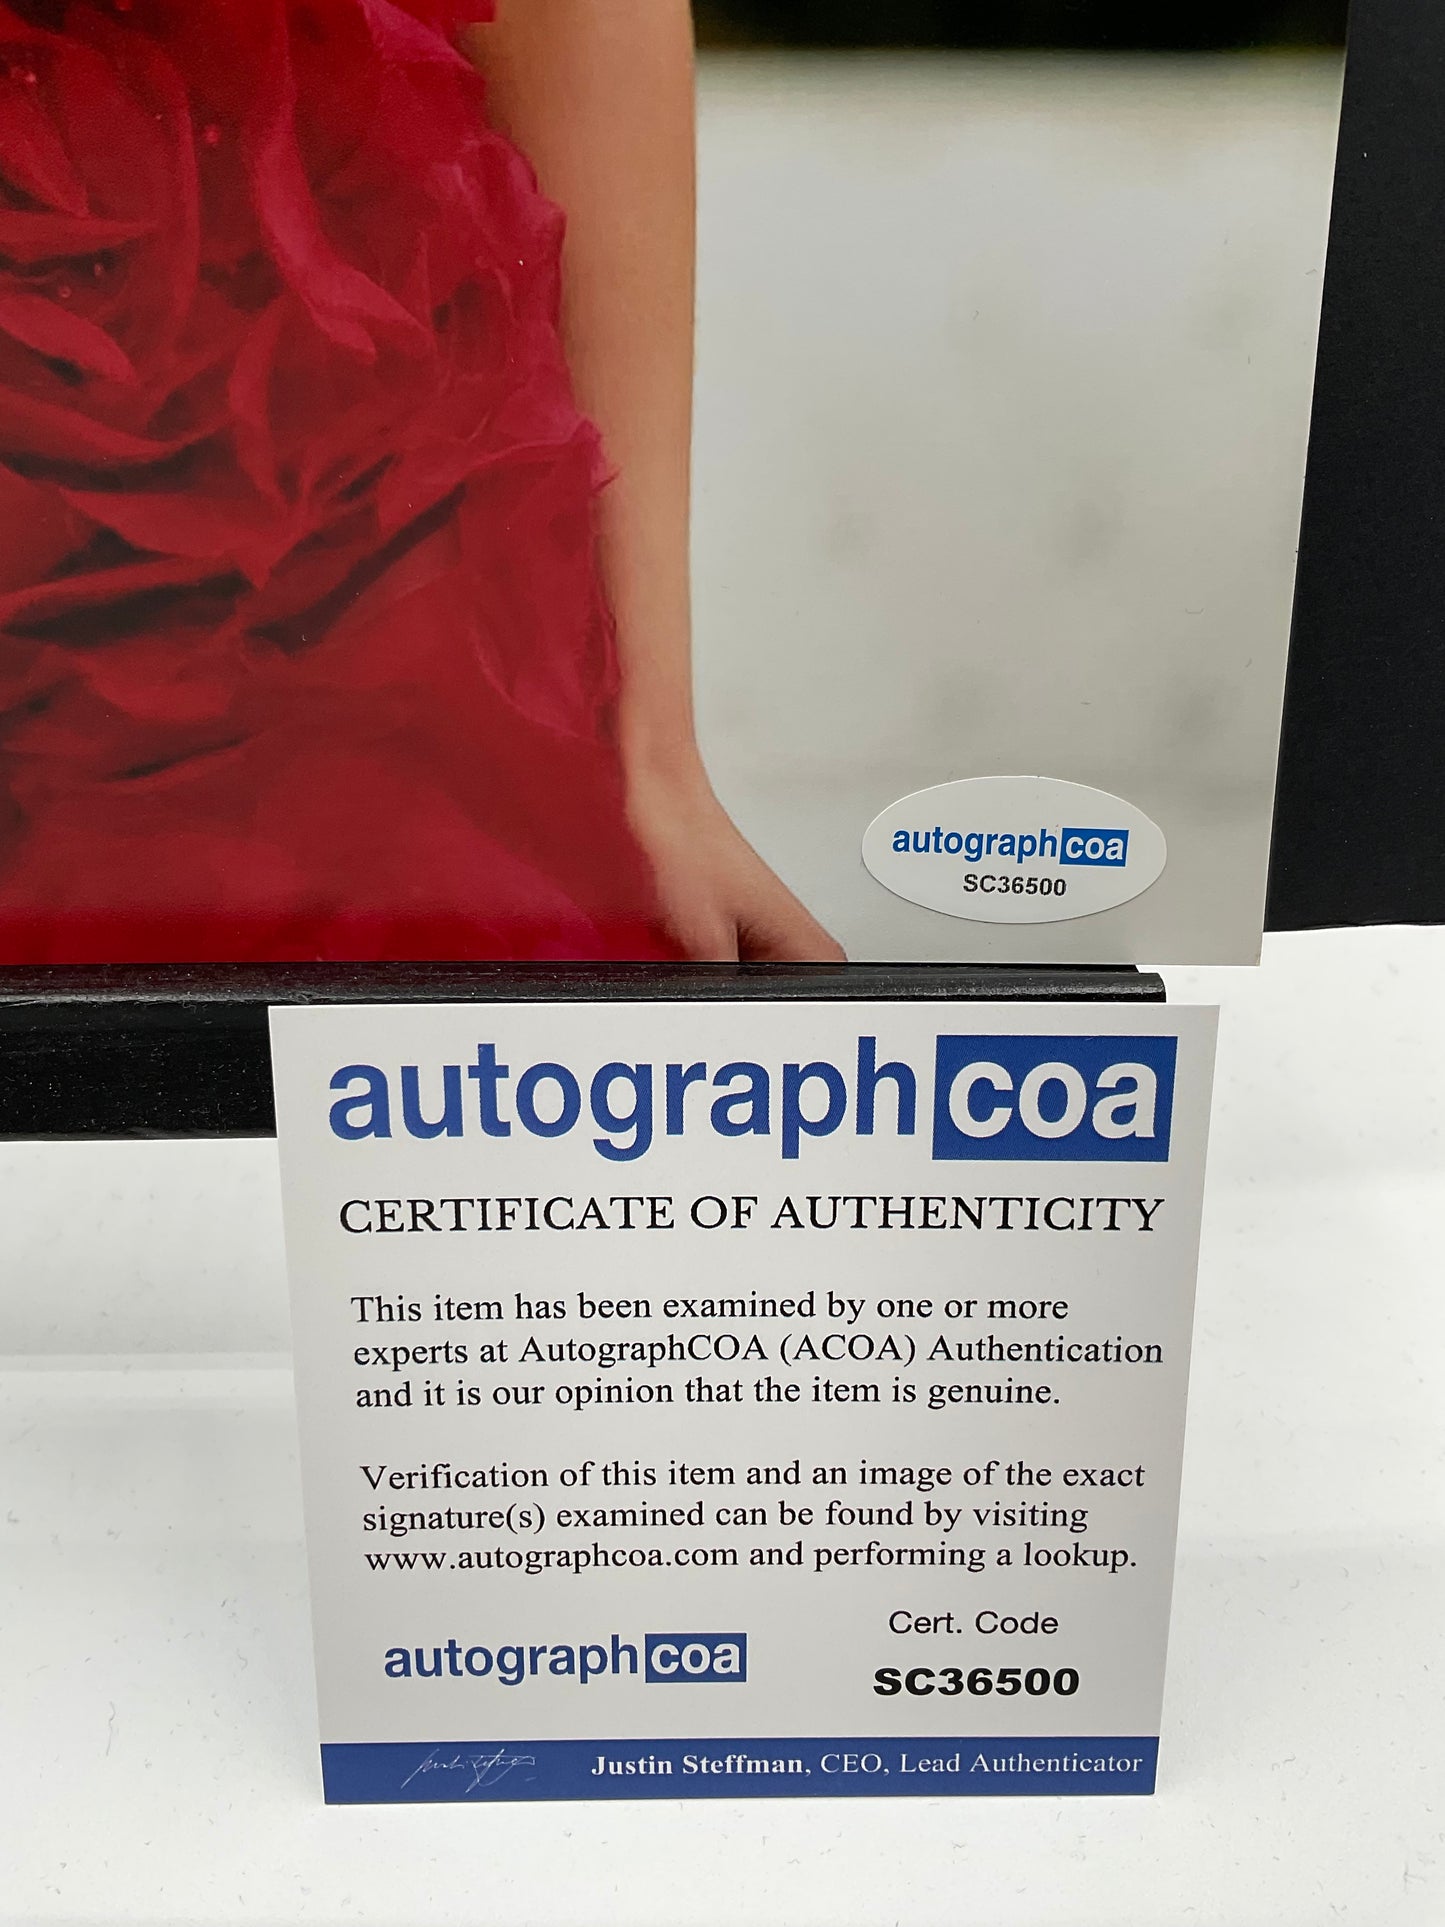 autographcoa
SC36500
autographcoa
CERTIFICATE OF AUTHENTICITY
This item has been examined by one or more
experts at AutographCOA (ACOA) Authentication
and it is our opinion that the item is genuine.
Verification of this item and an image of the exact
signature(s) examined can be found by visiting
www.autographcoa.com and performing a lookup.
Cert. Code
autographcoa
SC36500
Justin Steffman, CEO, Lead Authenticator